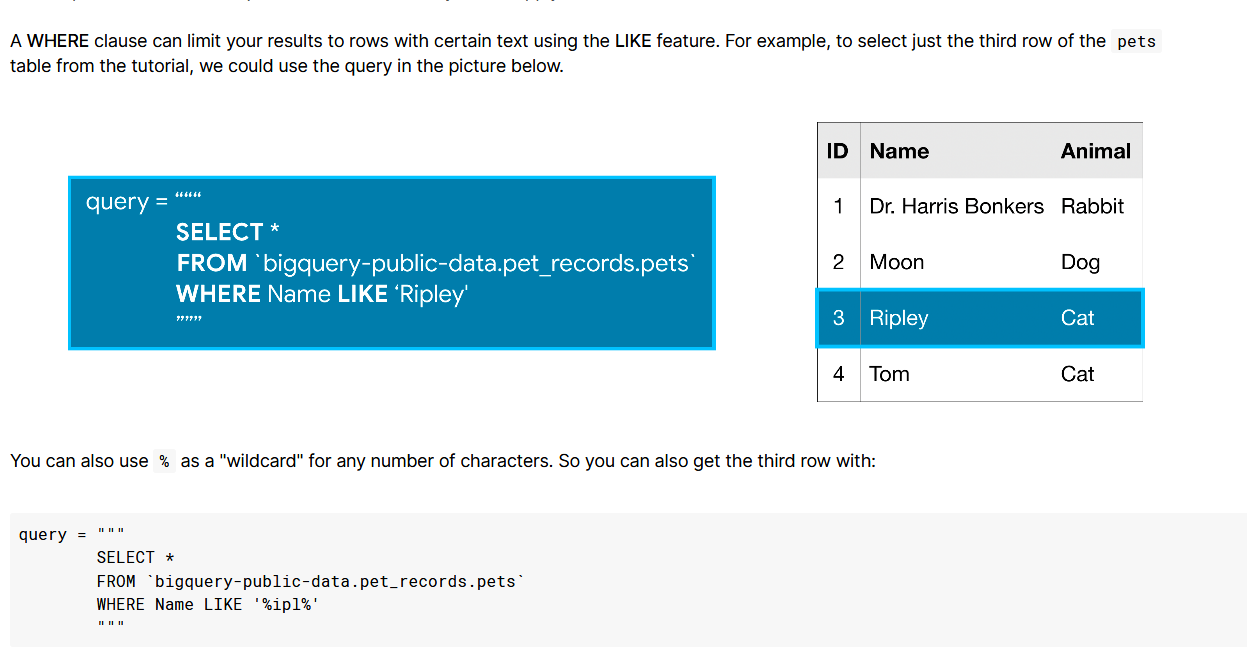 A WHERE clause can limit your results to rows with certain text using the LIKE feature. For example, to select just the third row of the pets
table from the tutorial, we could use the query in the picture below.
query = “““
SELECT *
FROM `bigquery-public-data.pet_records.pets`
WHERE Name LIKE ‘Ripley'
”””
ID Name Animal
1 Dr. Harris Bonkers Rabbit
2 Moon Dog
3 Ripley Cat
4 Tom Cat
You can also use % as a "wildcard" for any number of characters. So you can also get the third row with:
query = """
SELECT *
FROM `bigquery-public-data.pet_records.pets`
WHERE Name LIKE '%ipl%'
"""